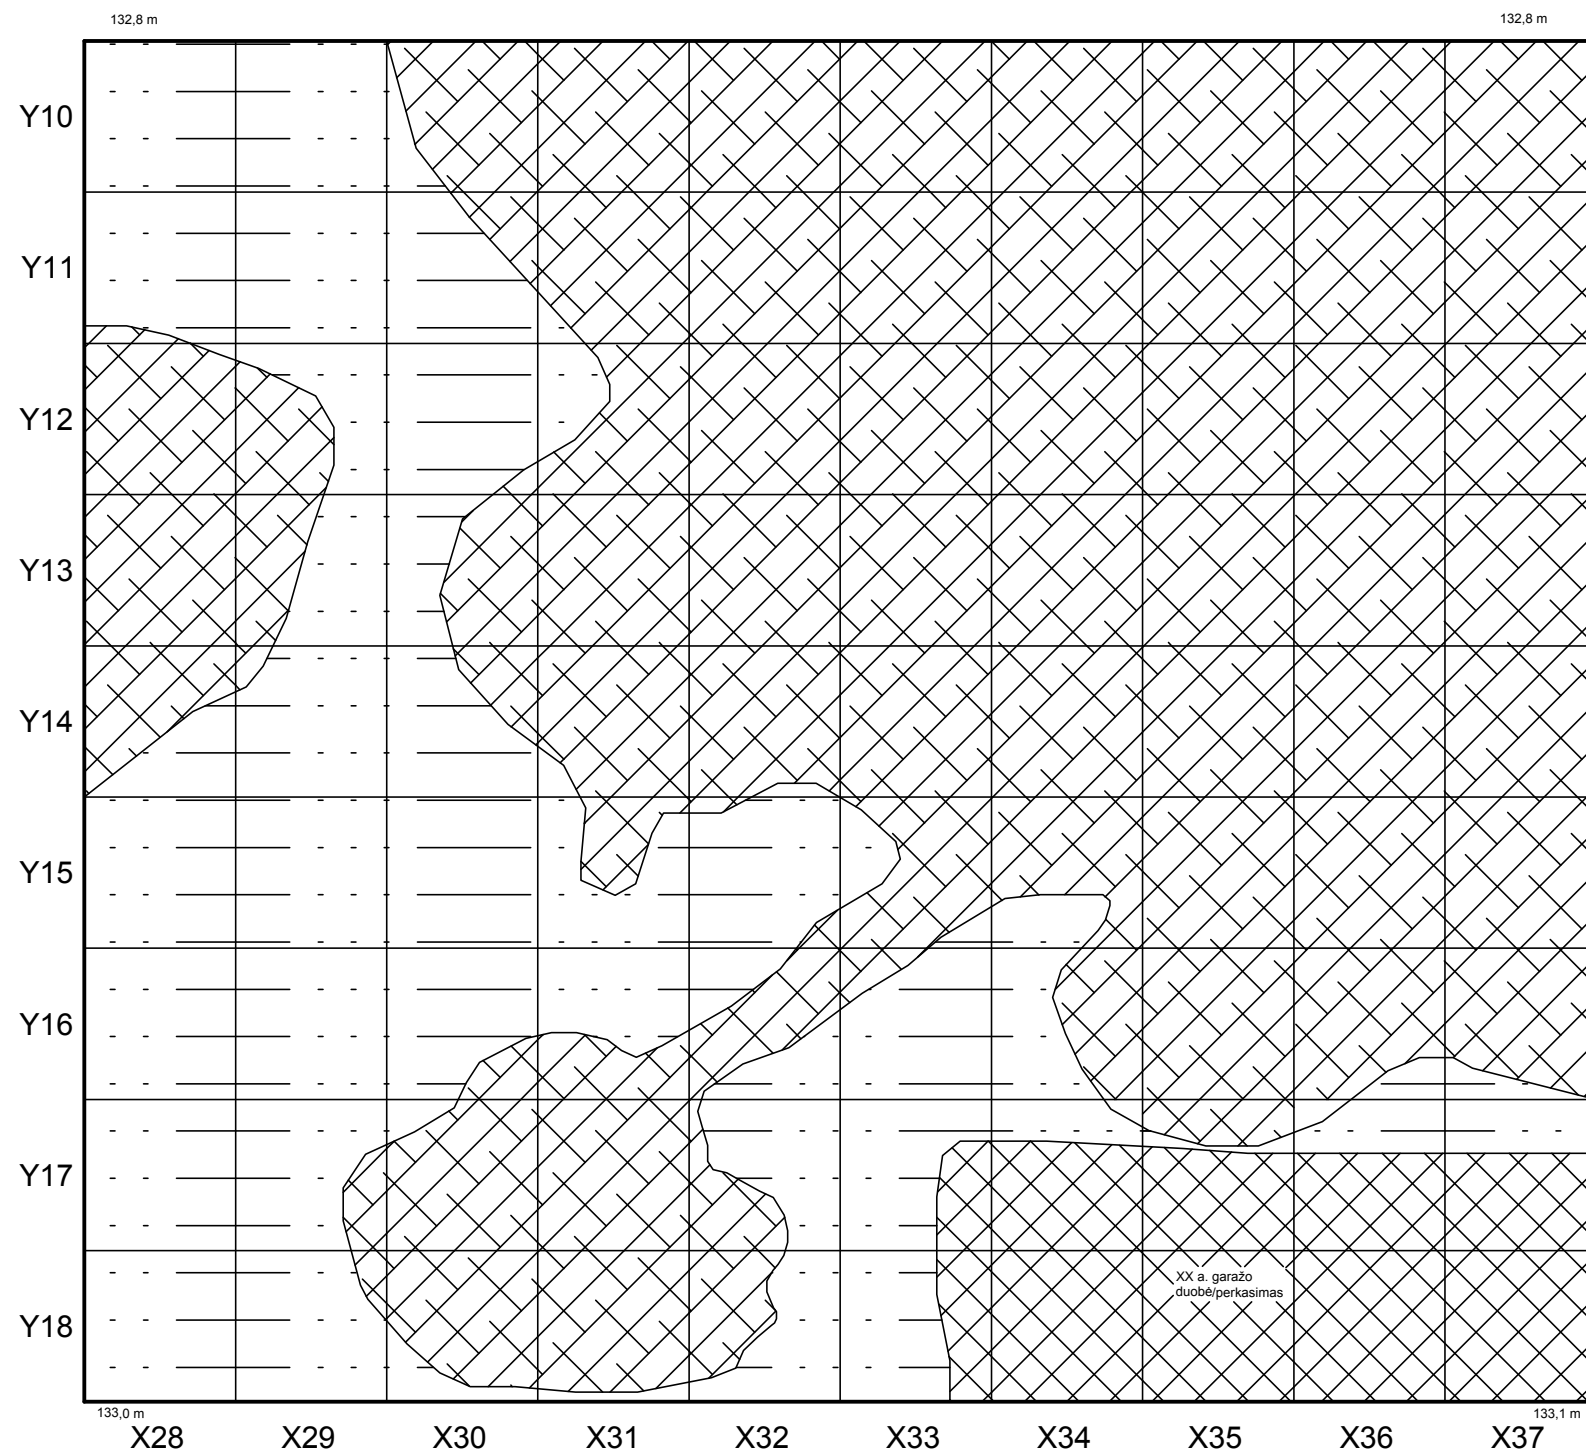 132,8 m 132,8 m
Y10
Y11
Y12
Y13
Y14
Y15
Y16
Y17
XX a. garažo
duobė/perkasimas
Y18
133,0 m 133,1 m
X28 X29 X30 X31 X32 X33 X34 X35 X36 X37